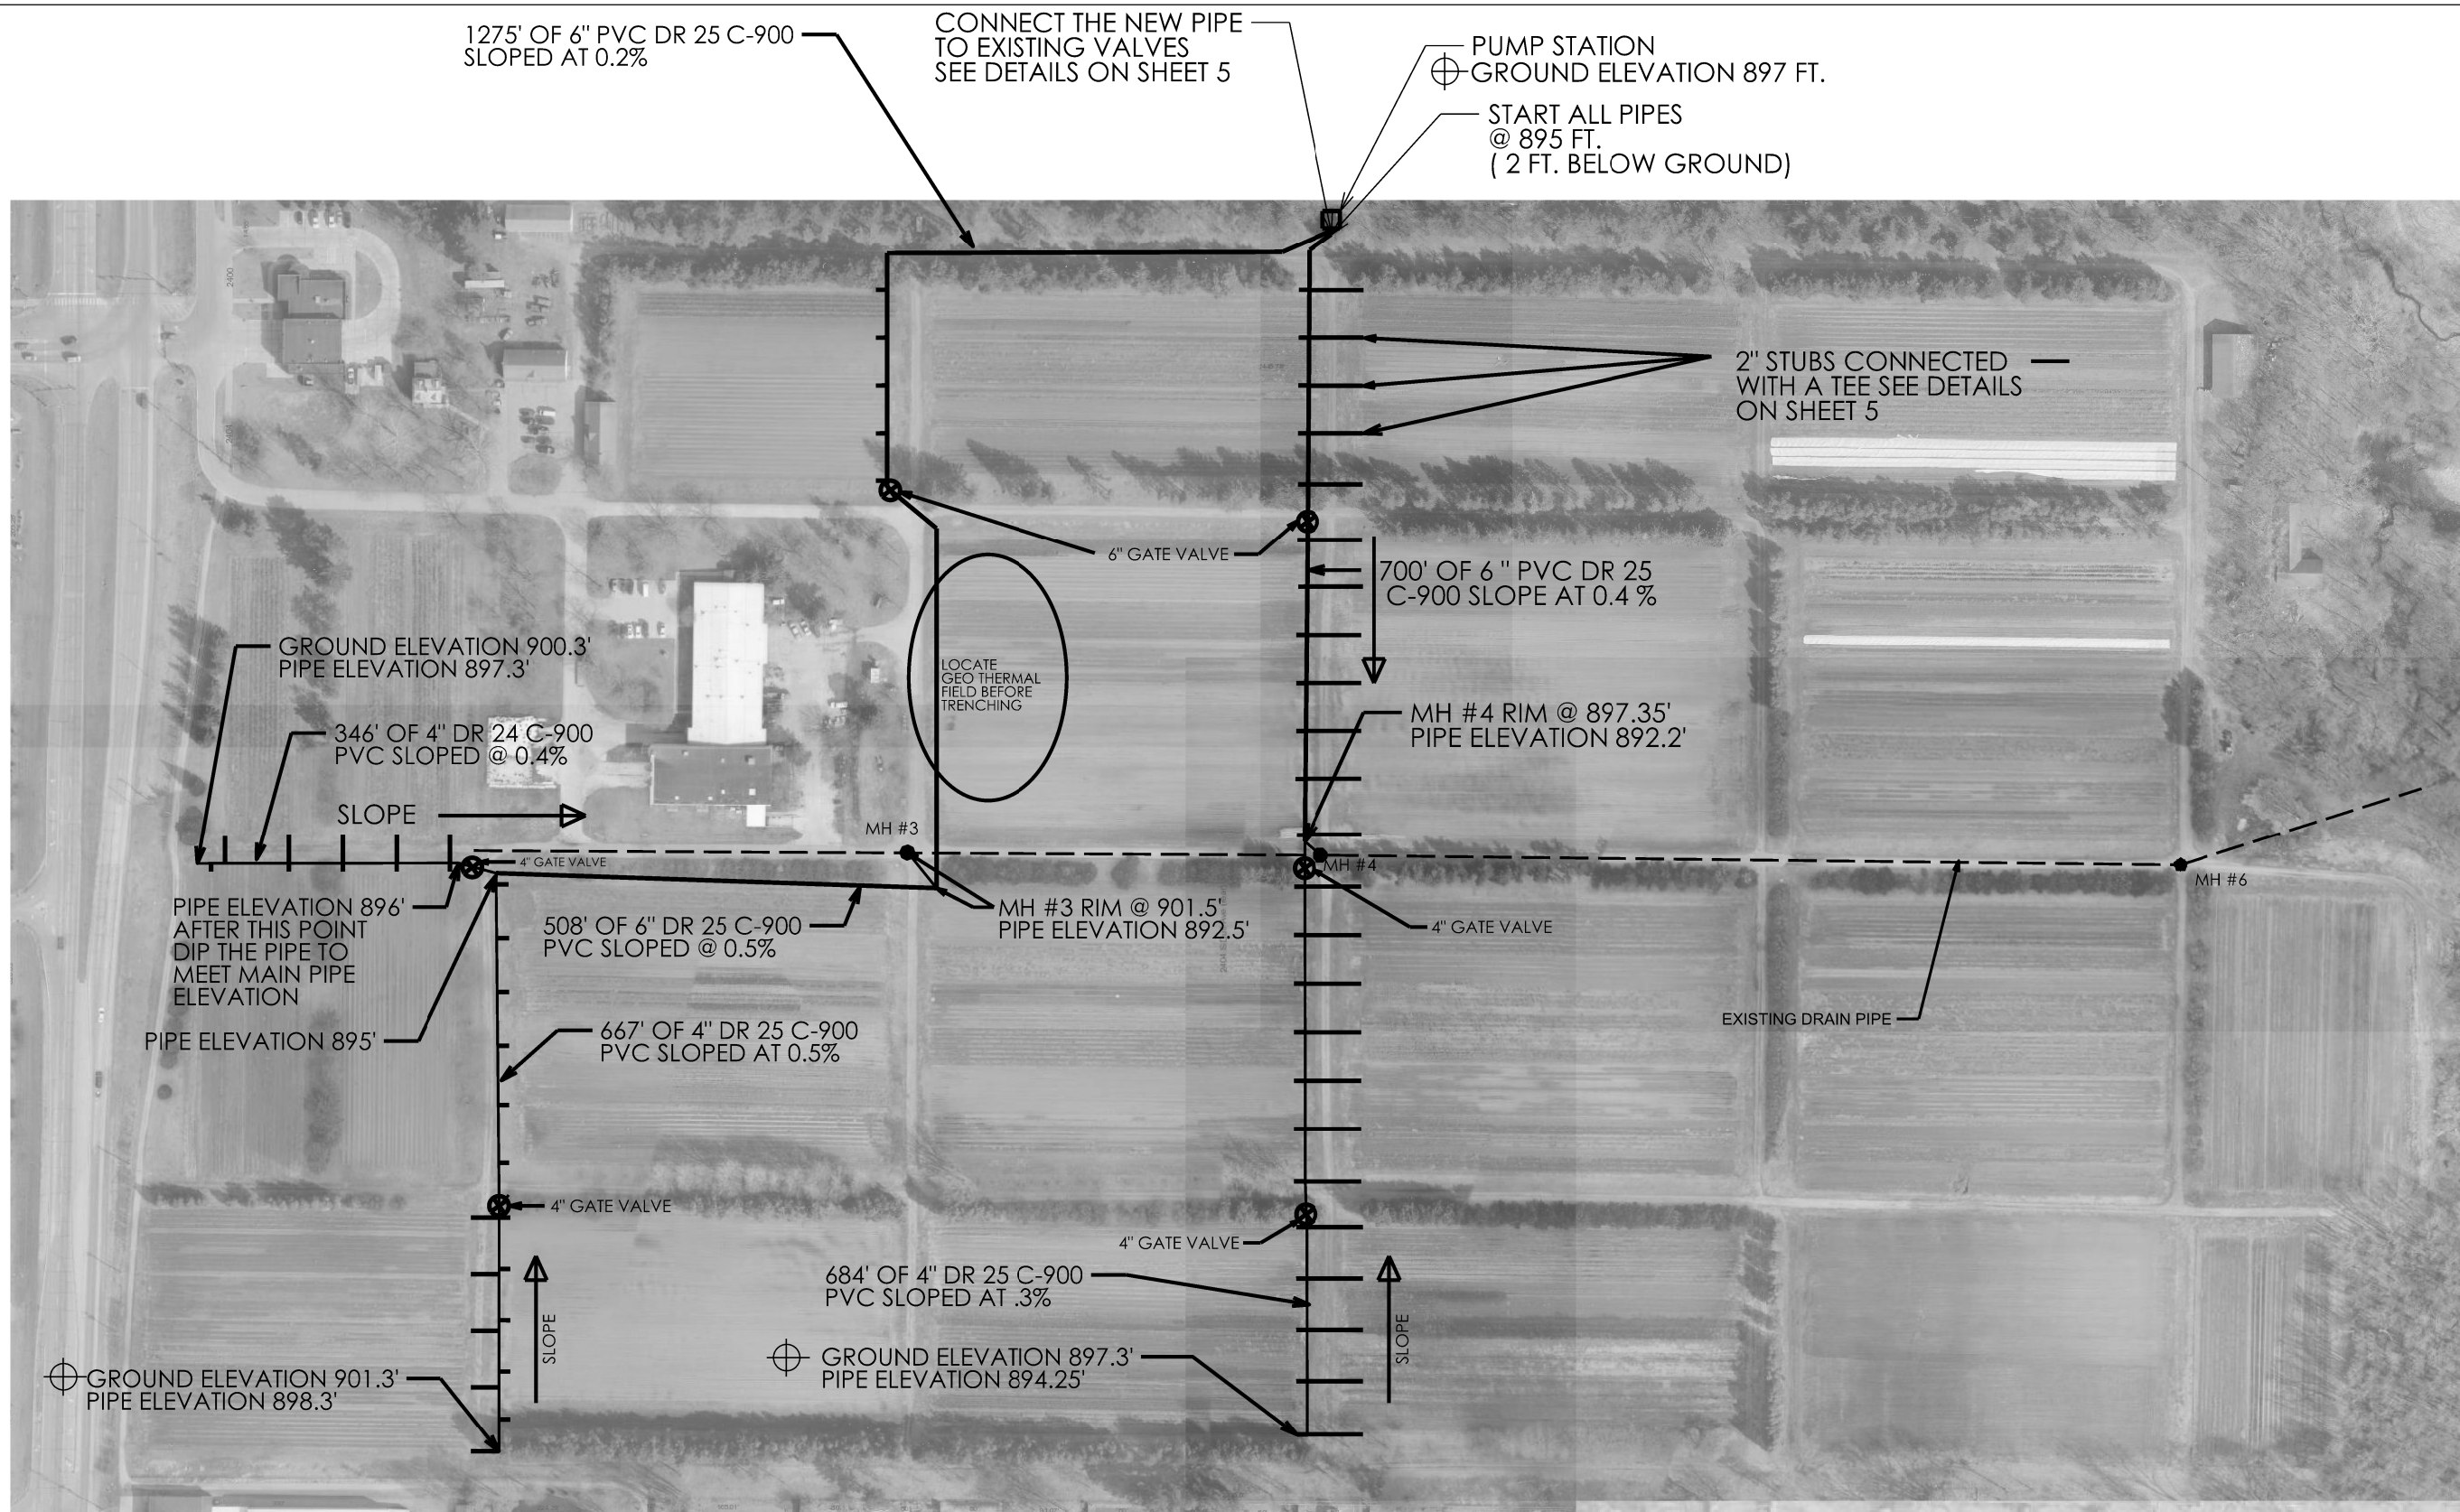 1275' OF 6" PVC DR 25 C-900
SLOPED AT 0.2%
CONNECT THE NEW PIPE
TO EXISTING VALVES
SEE DETAILS ON SHEET 5
PUMP STATION
GROUND ELEVATION 897 FT.
START ALL PIPES
@ 895 FT.
( 2 FT. BELOW GROUND)
2400
2" STUBS CONNECTED
WITH A TEE SEE DETAILS
ON SHEET 5
6" GATE VALVE
700' OF 6 " PVC DR 25
C-900 SLOPE AT 0.4 %
GROUND ELEVATION 900.3'
PIPE ELEVATION 897.3'
LOCATE
GEO THERMAL
FIELD BEFORE
TRENCHING
346' OF 4" DR 24 C-900
PVC SLOPED @ 0.4%
MH #4 RIM @ 897.35'
PIPE ELEVATION 892.2'
SLOPE
MH #3
4" GATE VALVE
MH #4
MH #6
PIPE ELEVATION 896'
AFTER THIS POINT
DIP THE PIPE TO
MEET MAIN PIPE
ELEVATION
508' OF 6" DR 25 C-900
PVC SLOPED @ 0.5%
MH #3 RIM @ 901.5'
PIPE ELEVATION 892.5'
4" GATE VALVE
EXISTING DRAIN PIPE
PIPE ELEVATION 895'
667' OF 4" DR 25 C-900
PVC SLOPED AT 0.5%
4" GATE VALVE
4" GATE VALVE
684' OF 4" DR 25 C-900
PVC SLOPED AT .3%
SLOPE
SLOPE
GROUND ELEVATION 897.3'
PIPE ELEVATION 894.25'
GROUND ELEVATION 901.3'
PIPE ELEVATION 898.3'